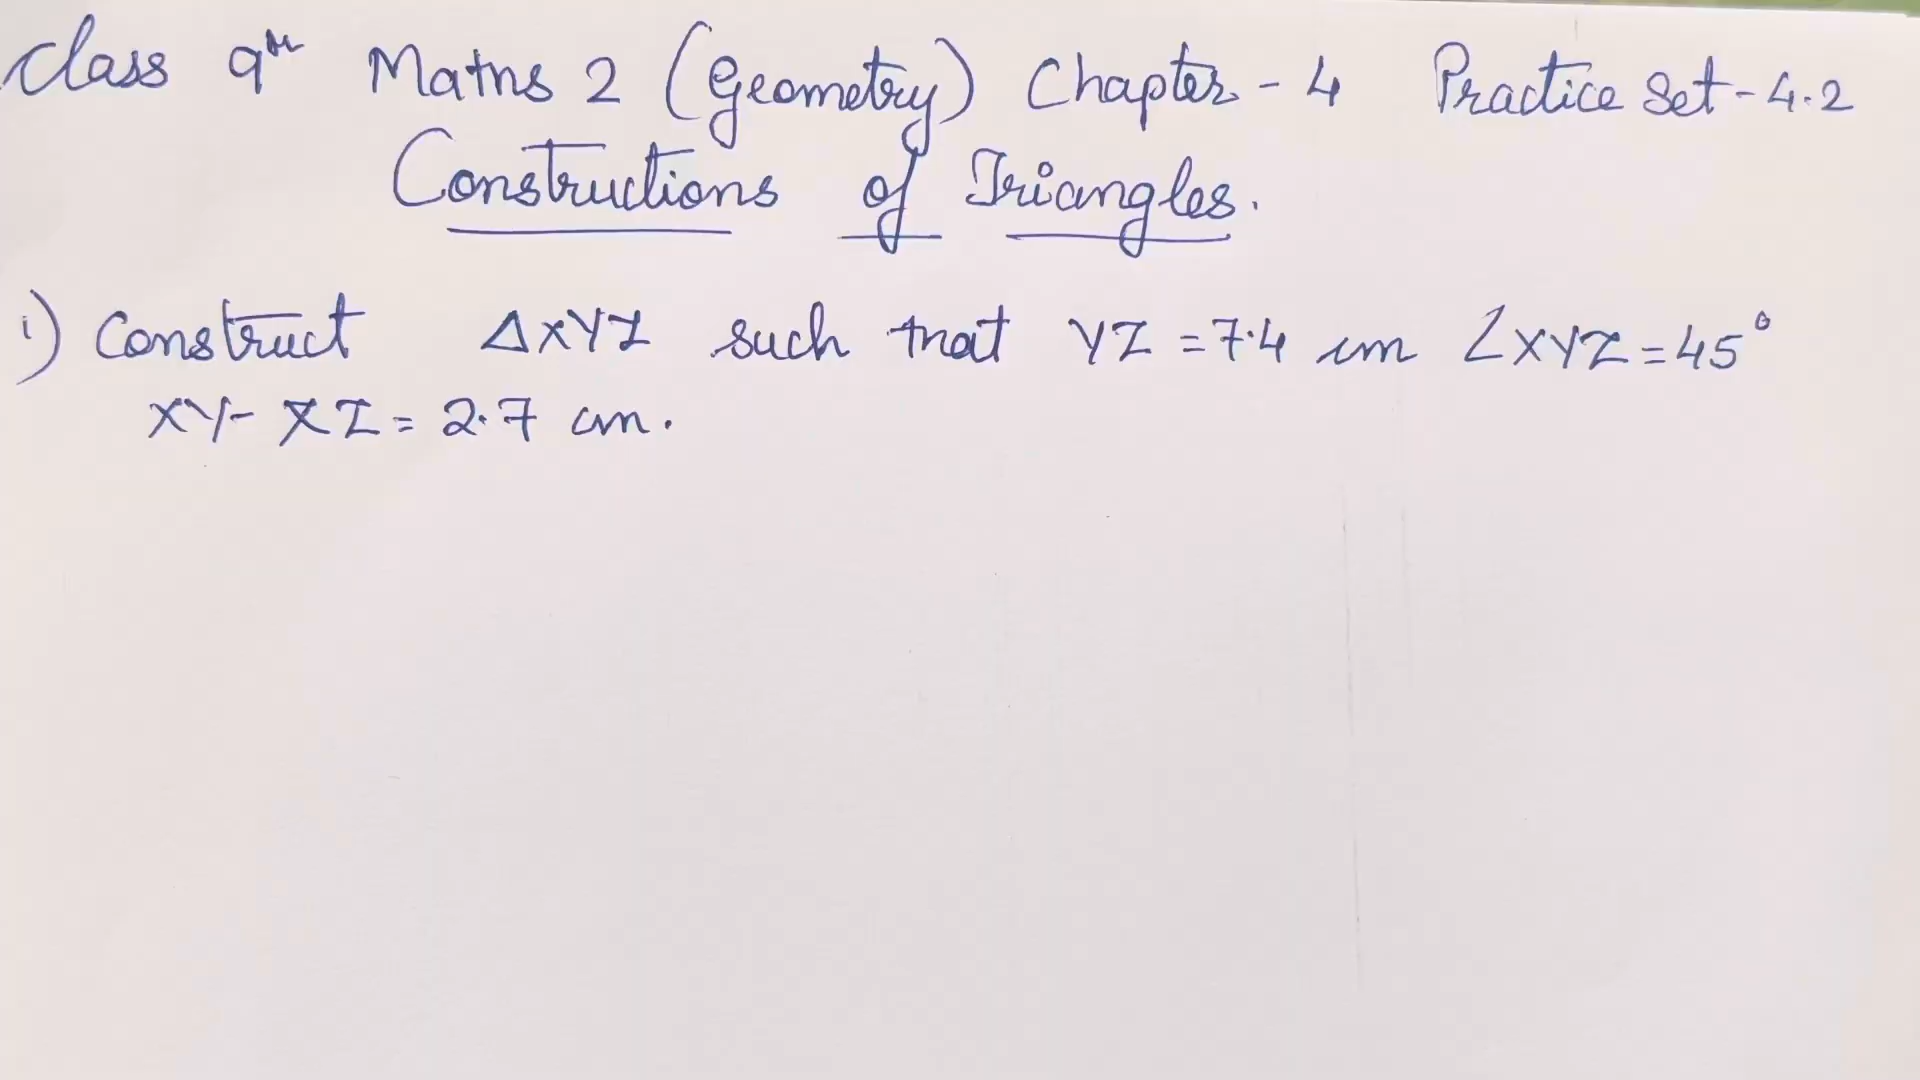 Class 9th Maths 2 (Geometry) Chapter - 4 Practice Set - 4.2
Constructions of Triangles.
1) Construct ΔXYZ such that YZ = 7.4 cm ∠XYZ = 45°
XY - XZ = 2.7 cm.